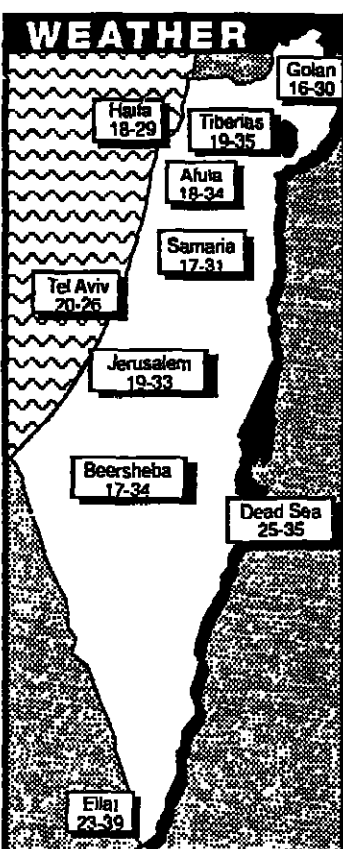 WEATHER
Golan
16-30
Haifa
18-29
Tiberias
19-35
Afula
18-34
Samaria
17-31
Tel Aviv
20-26
Jerusalem
19-33
Beersheba
17-34
Dead Sea
25-35
Eilat
23-39